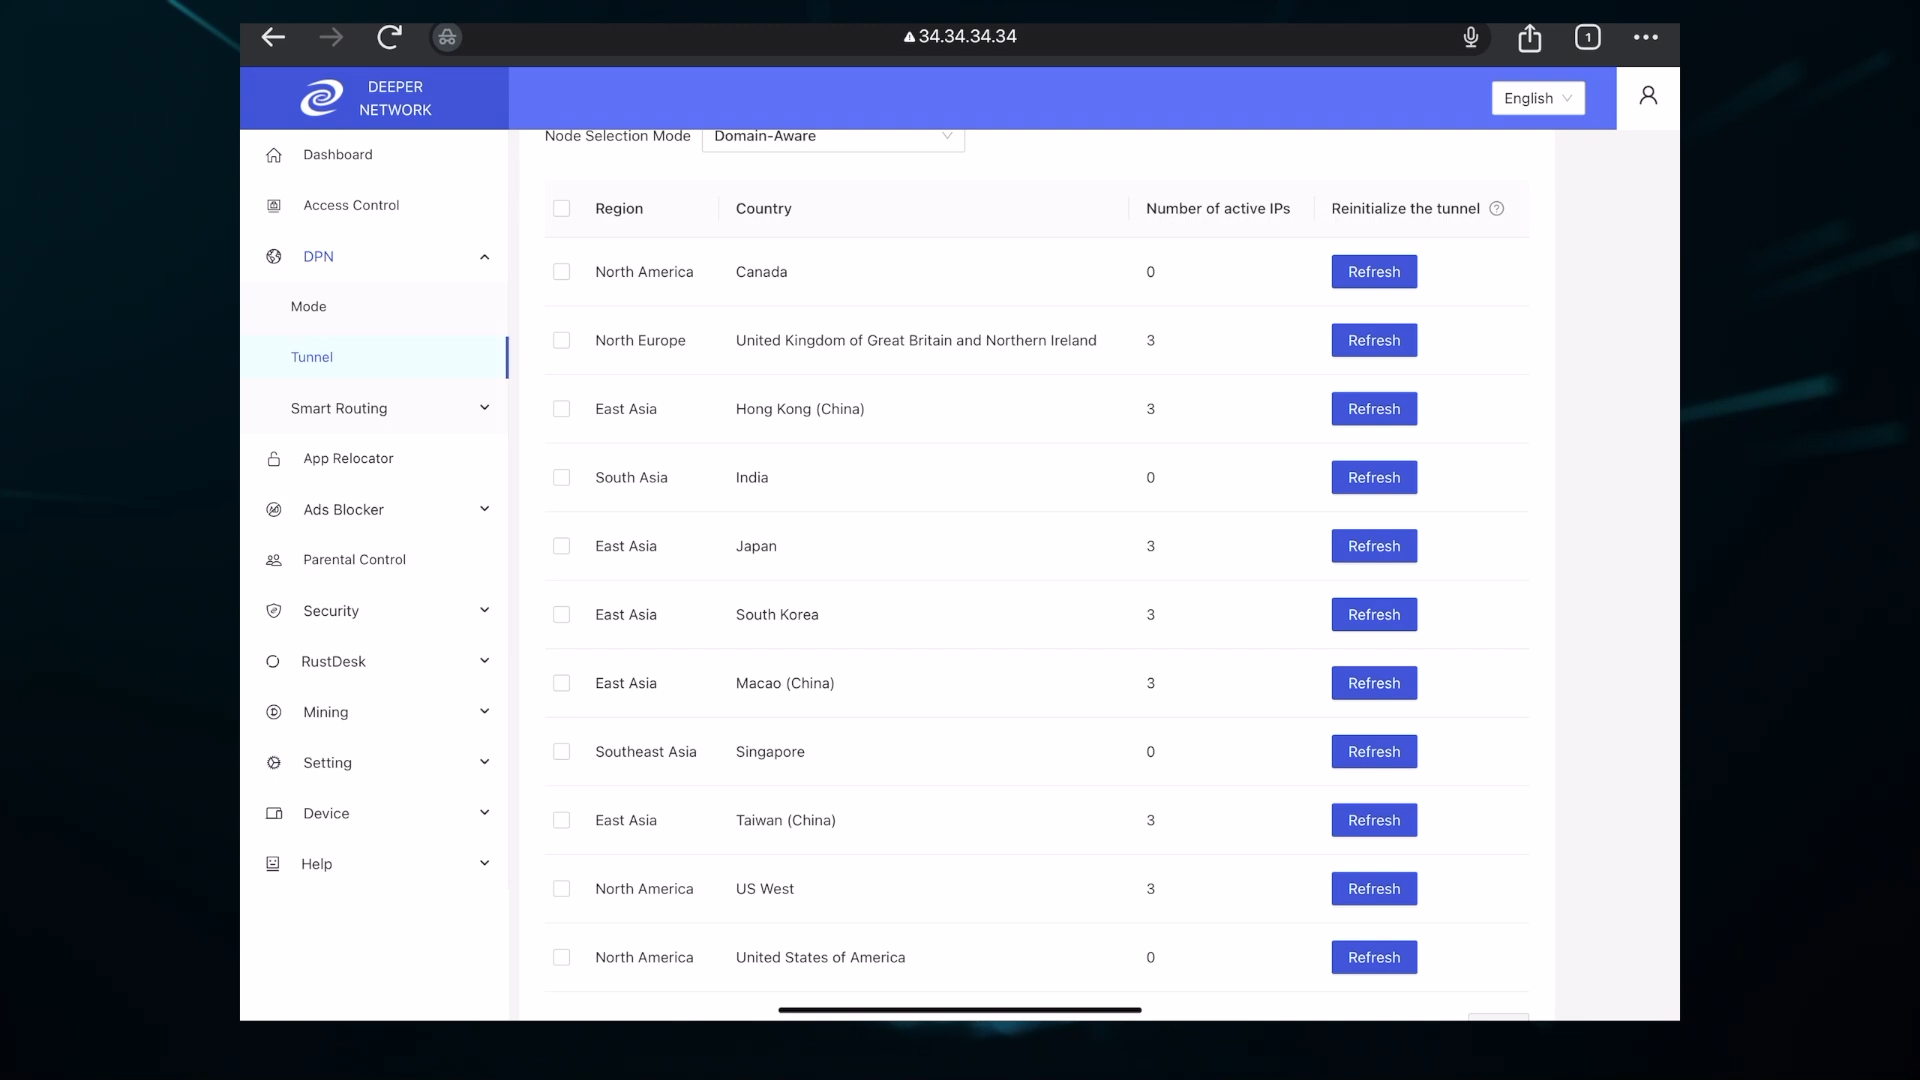 34.34.34.34
1
DEEPER
NETWORK
English
Dashboard
Access Control
DPN
Mode
Tunnel
Smart Routing
App Relocator
Ads Blocker
Parental Control
Security
RustDesk
Mining
Setting
Device
Help
Node Selection Mode Domain-Aware
Region Country Number of active IPs Reinitialize the tunnel ?
North America Canada 0 Refresh
North Europe United Kingdom of Great Britain and Northern Ireland 3 Refresh
East Asia Hong Kong (China) 3 Refresh
South Asia India 0 Refresh
East Asia Japan 3 Refresh
East Asia South Korea 3 Refresh
East Asia Macao (China) 3 Refresh
Southeast Asia Singapore 0 Refresh
East Asia Taiwan (China) 3 Refresh
North America US West 3 Refresh
North America United States of America 0 Refresh